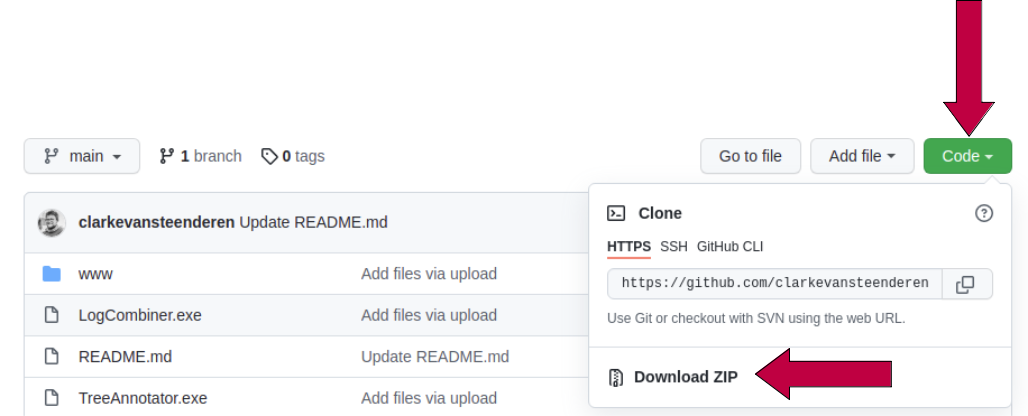 main 1 branch 0 tags Go to file Add file Code
clarkevansteenderen Update README.md
www Add files via upload
LogCombiner.exe Add files via upload
README.md Update README.md
TreeAnnotator.exe Add files via upload
Clone
HTTPS SSH GitHub CLI
https://github.com/clarkevansteenderen
Use Git or checkout with SVN using the web URL.
Download ZIP